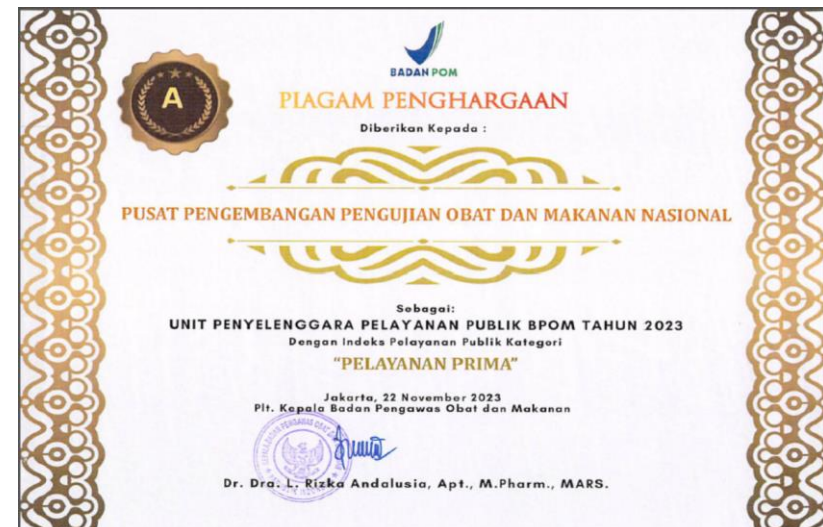 BADAN POM
A
PIAGAM PENGHARGAAN
Diberikan Kepada :
PUSAT PENGEMBANGAN PENGUJIAN OBAT DAN MAKANAN NASIONAL
Sebagai:
UNIT PENYELENGGARA PELAYANAN PUBLIK BPOM TAHUN 2023
Dengan Indeks Pelayanan Publik Kategori
"PELAYANAN PRIMA"
Jakarta, 22 November 2023
Plt. Kepala Badan Pengawas Obat dan Makanan
Dr. Dra. L. Rizka Andalusia, Apt., M.Pharm., MARS.